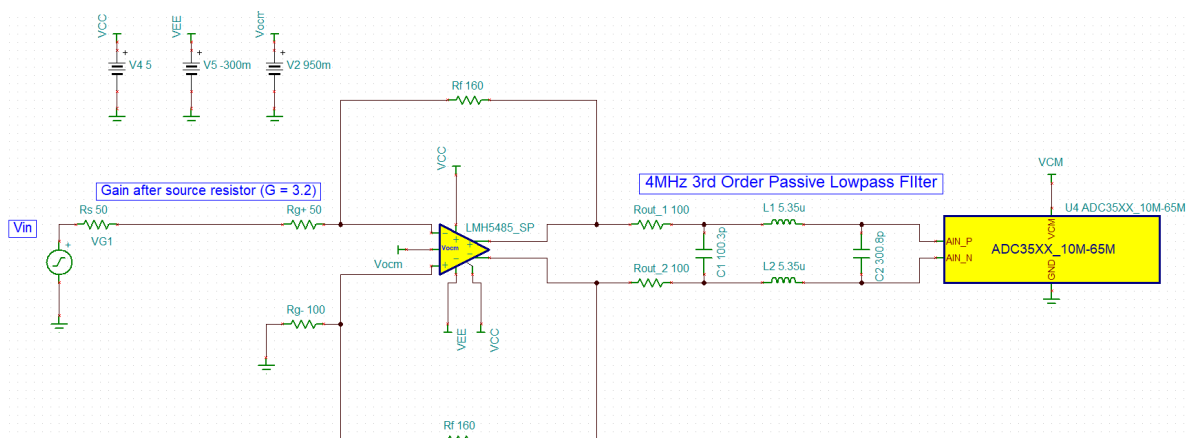 VCC
VEE
Vocm
V4 5
V5 -300m
V2 950m
Rf 160
VCC
VCM
Gain after source resistor (G = 3.2)
4MHz 3rd Order Passive Lowpass FIlter
Rs 50
Rg+ 50
LMH5485_SP
Rout_1 100
L1 5.35u
U4 ADC35XX_10M-65M
Vin
VG1
Vocm
Vocm
C1 100.3p
C2 300.8p
AIN_P
AIN_N
VCM
GND
ADC35XX_10M-65M
Rout_2 100
L2 5.35u
Rg- 100
VEE
VCC
Rf 160